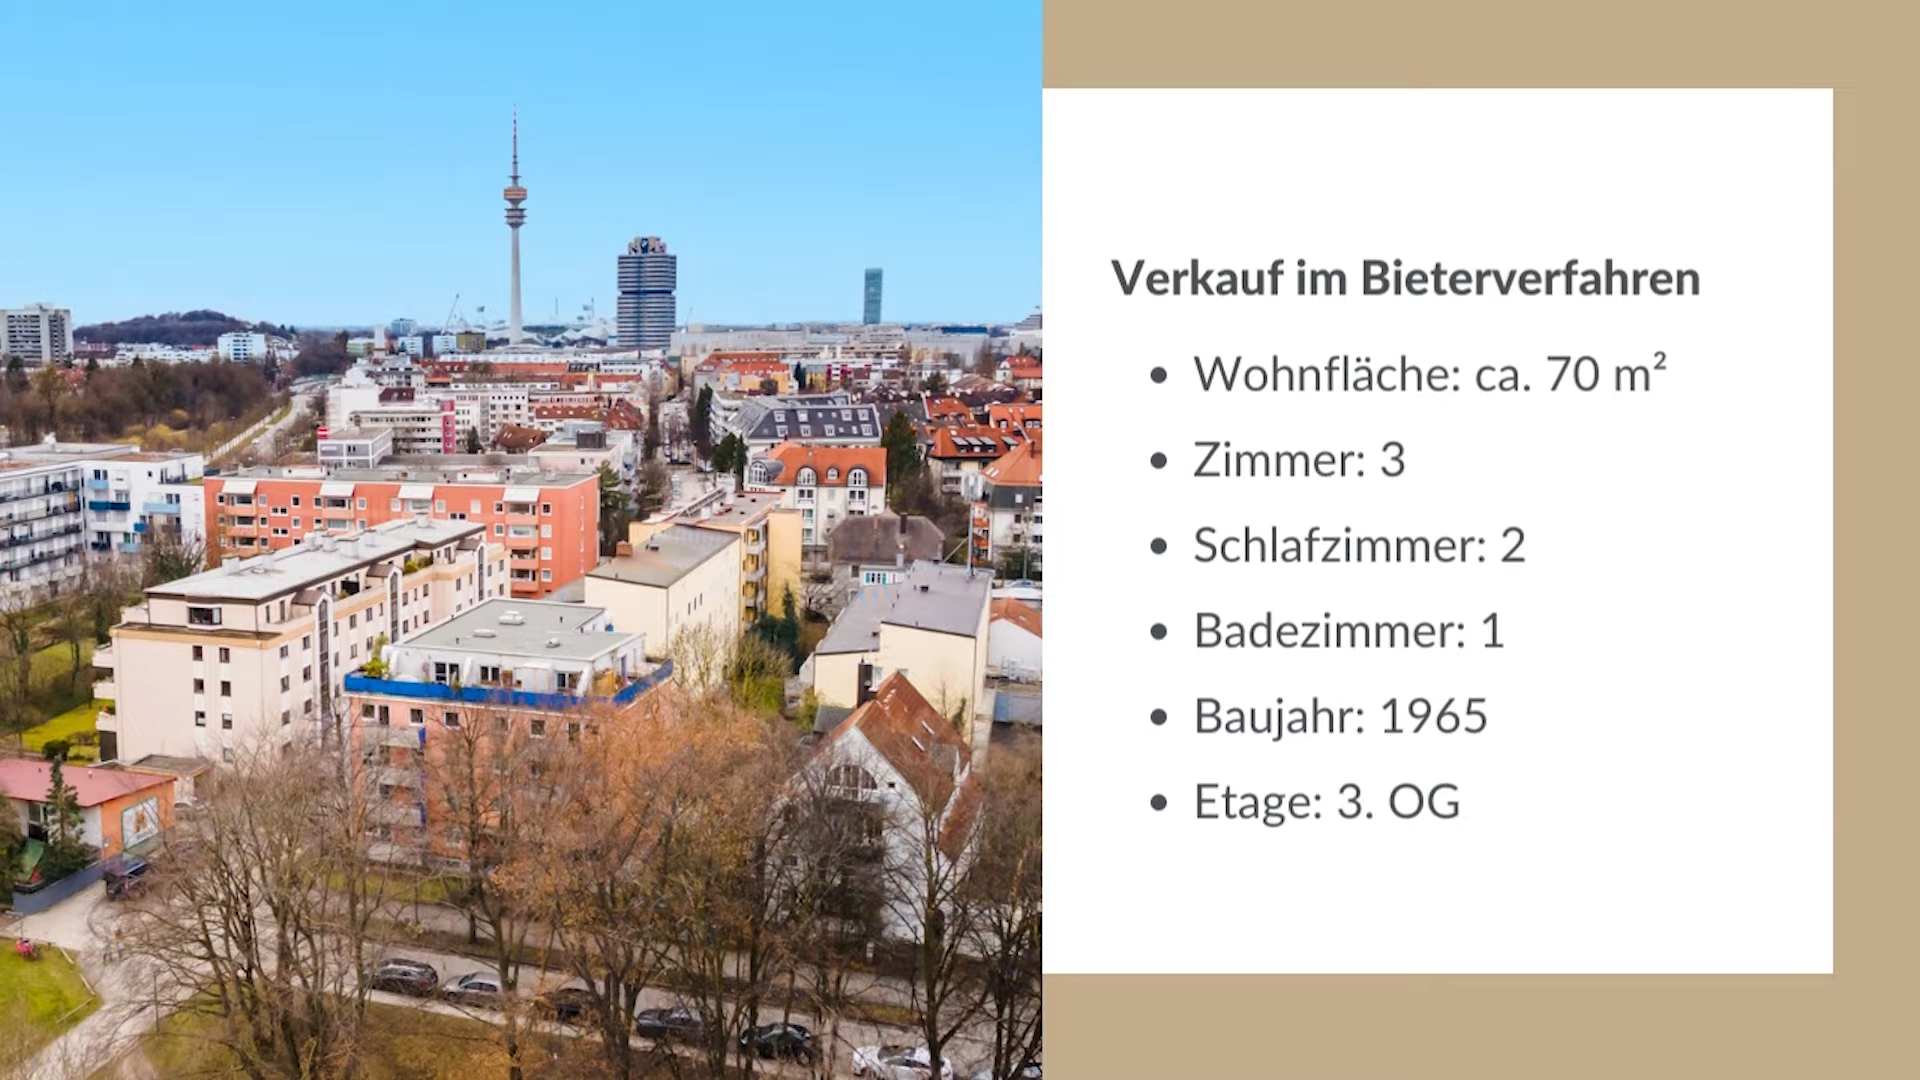 Verkauf im Bieterverfahren
• Wohnfläche: ca. 70 m²
• Zimmer: 3
• Schlafzimmer: 2
• Badezimmer: 1
• Baujahr: 1965
• Etage: 3. OG